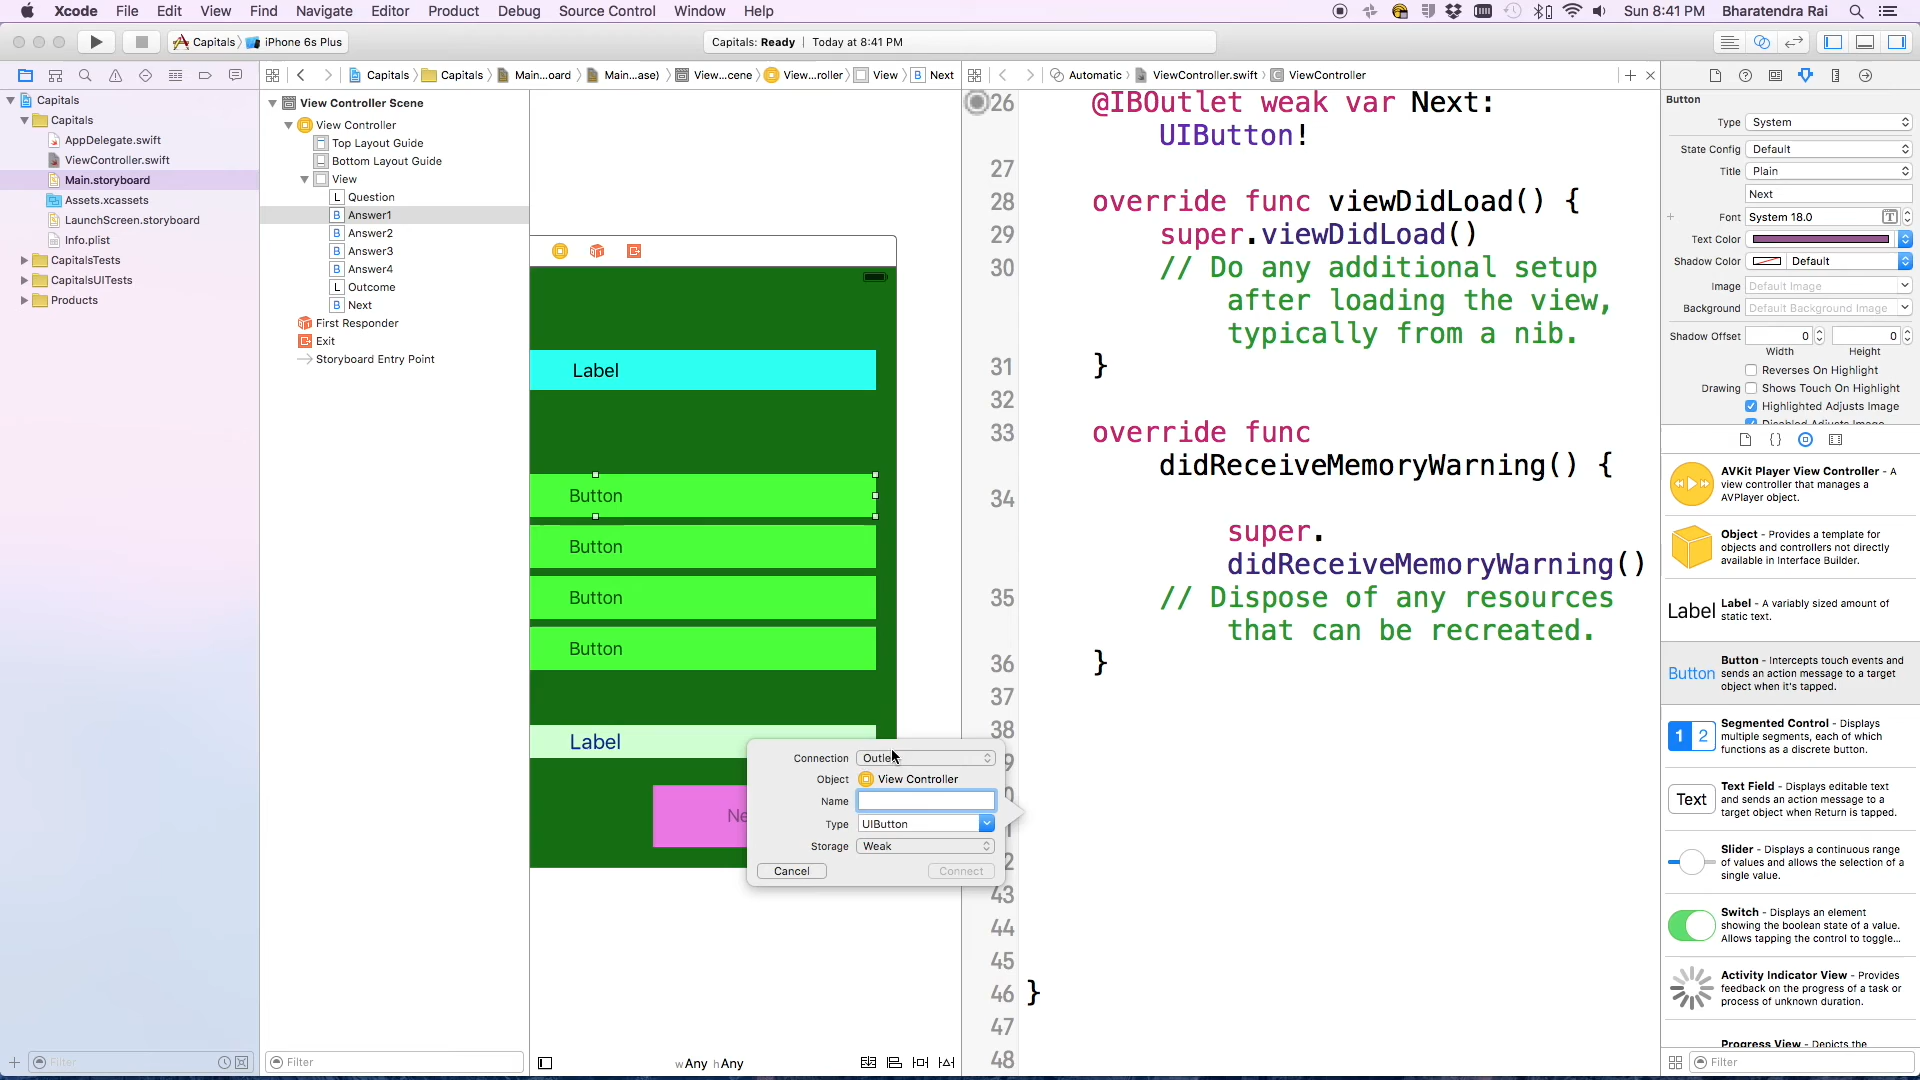 Xcode File Edit View Find Navigate Editor Product Debug Source Control Window Help Sun 8:41 PM Bharatendra Rai
Capitals iPhone 6s Plus Capitals: Ready | Today at 8:41 PM
Capitals Capitals Main...oard Main...ase) View...cene View...roller View B Next Automatic ViewController.swift C ViewController
Capitals
Capitals
AppDelegate.swift
ViewController.swift
Main.storyboard
Assets.xcassets
LaunchScreen.storyboard
Info.plist
CapitalsTests
CapitalsUITests
Products
Filter
View Controller Scene
View Controller
Top Layout Guide
Bottom Layout Guide
View
L Question
B Answer1
B Answer2
B Answer3
B Answer4
L Outcome
B Next
First Responder
Exit
Storyboard Entry Point
Filter
Label
Button
Button
Button
Button
Label
Ne
wAny hAny
Connection Outle
Object View Controller
Name
Type UIButton
Storage Weak
Cancel Connect
26 @IBOutlet weak var Next:
UIButton!
27
28 override func viewDidLoad() {
29 super.viewDidLoad()
30 // Do any additional setup
after loading the view,
typically from a nib.
31 }
32
33 override func
didReceiveMemoryWarning() {
34
super.
didReceiveMemoryWarning()
35 // Dispose of any resources
that can be recreated.
36 }
37
38
9
0
2
43
44
45
46 }
47
48
Button
Type System
State Config Default
Title Plain
Next
Font System 18.0
Text Color
Shadow Color Default
Image Default Image
Background Default Background Image
Shadow Offset 0 0
Width Height
Reverses On Highlight
Drawing Shows Touch On Highlight
Highlighted Adjusts Image
Disabled Adjusts Image
AVKit Player View Controller - A
view controller that manages a
AVPlayer object.
Object - Provides a template for
objects and controllers not directly
available in Interface Builder.
Label Label - A variably sized amount of
static text.
Button Button - Intercepts touch events and
sends an action message to a target
object when it's tapped.
1 2 Segmented Control - Displays
multiple segments, each of which
functions as a discrete button.
Text Text Field - Displays editable text
and sends an action message to a
target object when Return is tapped.
Slider - Displays a continuous range
of values and allows the selection of a
single value.
Switch - Displays an element
showing the boolean state of a value.
Allows tapping the control to toggle...
Activity Indicator View - Provides
feedback on the progress of a task or
process of unknown duration.
Progress View - Depicts the
Filter